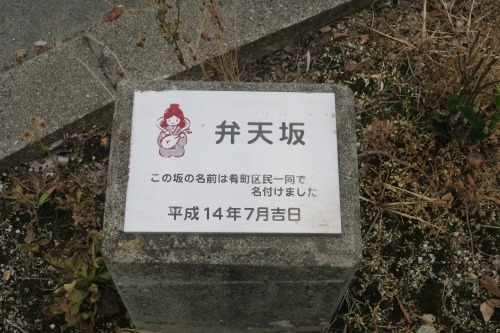 弁天坂
この坂の名前は肴町区民一同で
名付けました
平成14年7月吉日